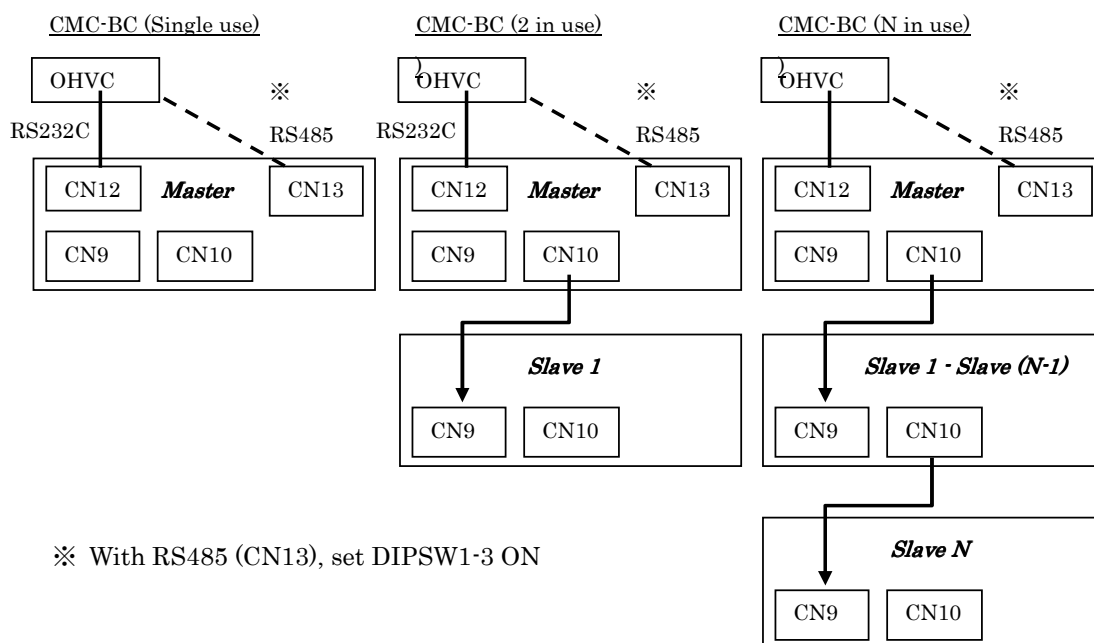 CMC-BC (Single use)
OHVC
※
RS232C
RS485
CN12
Master
CN13
CN9
CN10
CMC-BC (2 in use)
)
OHVC
※
RS232C
RS485
CN12
Master
CN13
CN9
CN10
Slave 1
CN9
CN10
CMC-BC (N in use)
)
OHVC
※
RS485
CN12
Master
CN13
CN9
CN10
Slave 1 - Slave (N-1)
CN9
CN10
Slave N
CN9
CN10
※ With RS485 (CN13), set DIPSW1-3 ON